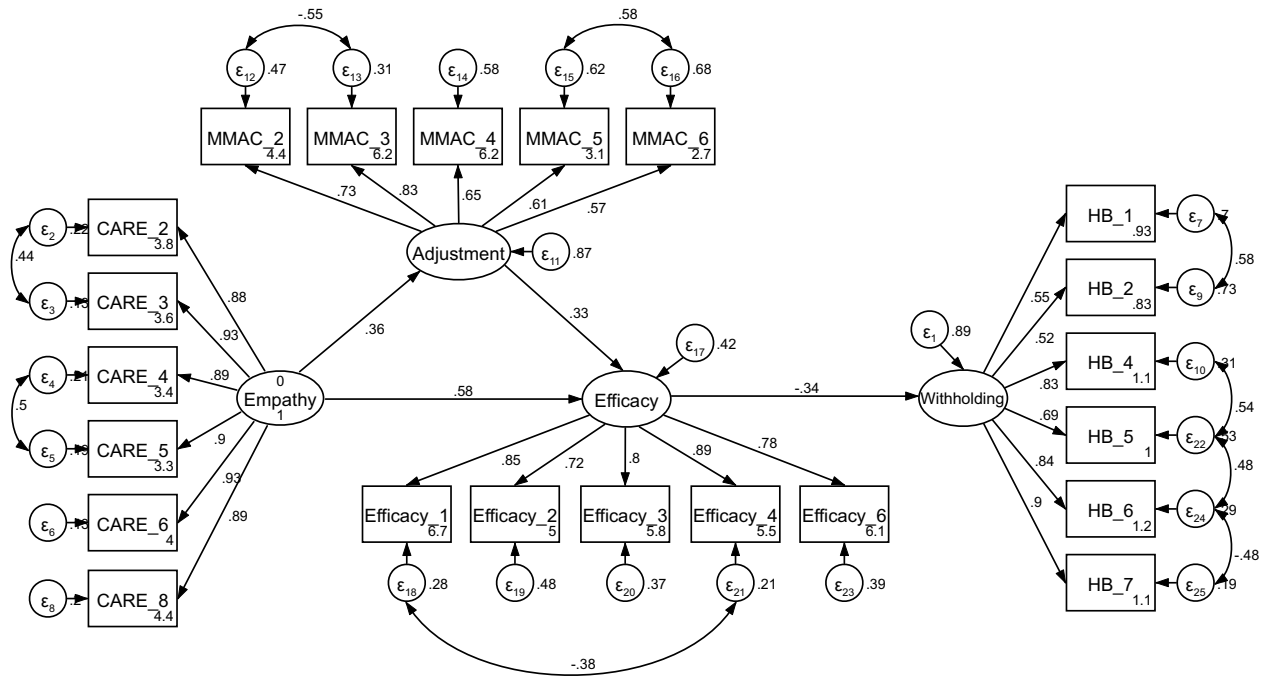 -.55
.58
ε12 .47
ε13 .31
ε14 .58
ε15 .62
ε16 .68
MMAC_2
4.4
MMAC_3
6.2
MMAC_4
6.2
MMAC_5
3.1
MMAC_6
2.7
.73
.83
.65
.61
.57
Adjustment
ε11 .87
ε2
CARE_2
3.8
.44
ε3
CARE_3
3.6
ε4
CARE_4
3.4
.5
ε5
CARE_5
3.3
ε6
CARE_6
4
ε8 .2
CARE_8
4.4
.88
.93
.89
.9
.93
.89
0
Empathy
1
.36
.33
.58
ε17 .42
Efficacy
-.34
ε1 .89
Withholding
.85
.72
.8
.89
.78
Efficacy_1
6.7
Efficacy_2
5
Efficacy_3
5.8
Efficacy_4
5.5
Efficacy_6
6.1
ε18 .28
ε19 .48
ε20 .37
ε21 .21
ε23 .39
-.38
.55
.52
.83
.69
.84
.9
HB_1
.93
ε7 .7
.58
HB_2
.83
ε9 .73
HB_4
1.1
ε10
.54
HB_5
1
ε22
.48
HB_6
1.2
ε24
-.48
HB_7
1.1
ε25 .19